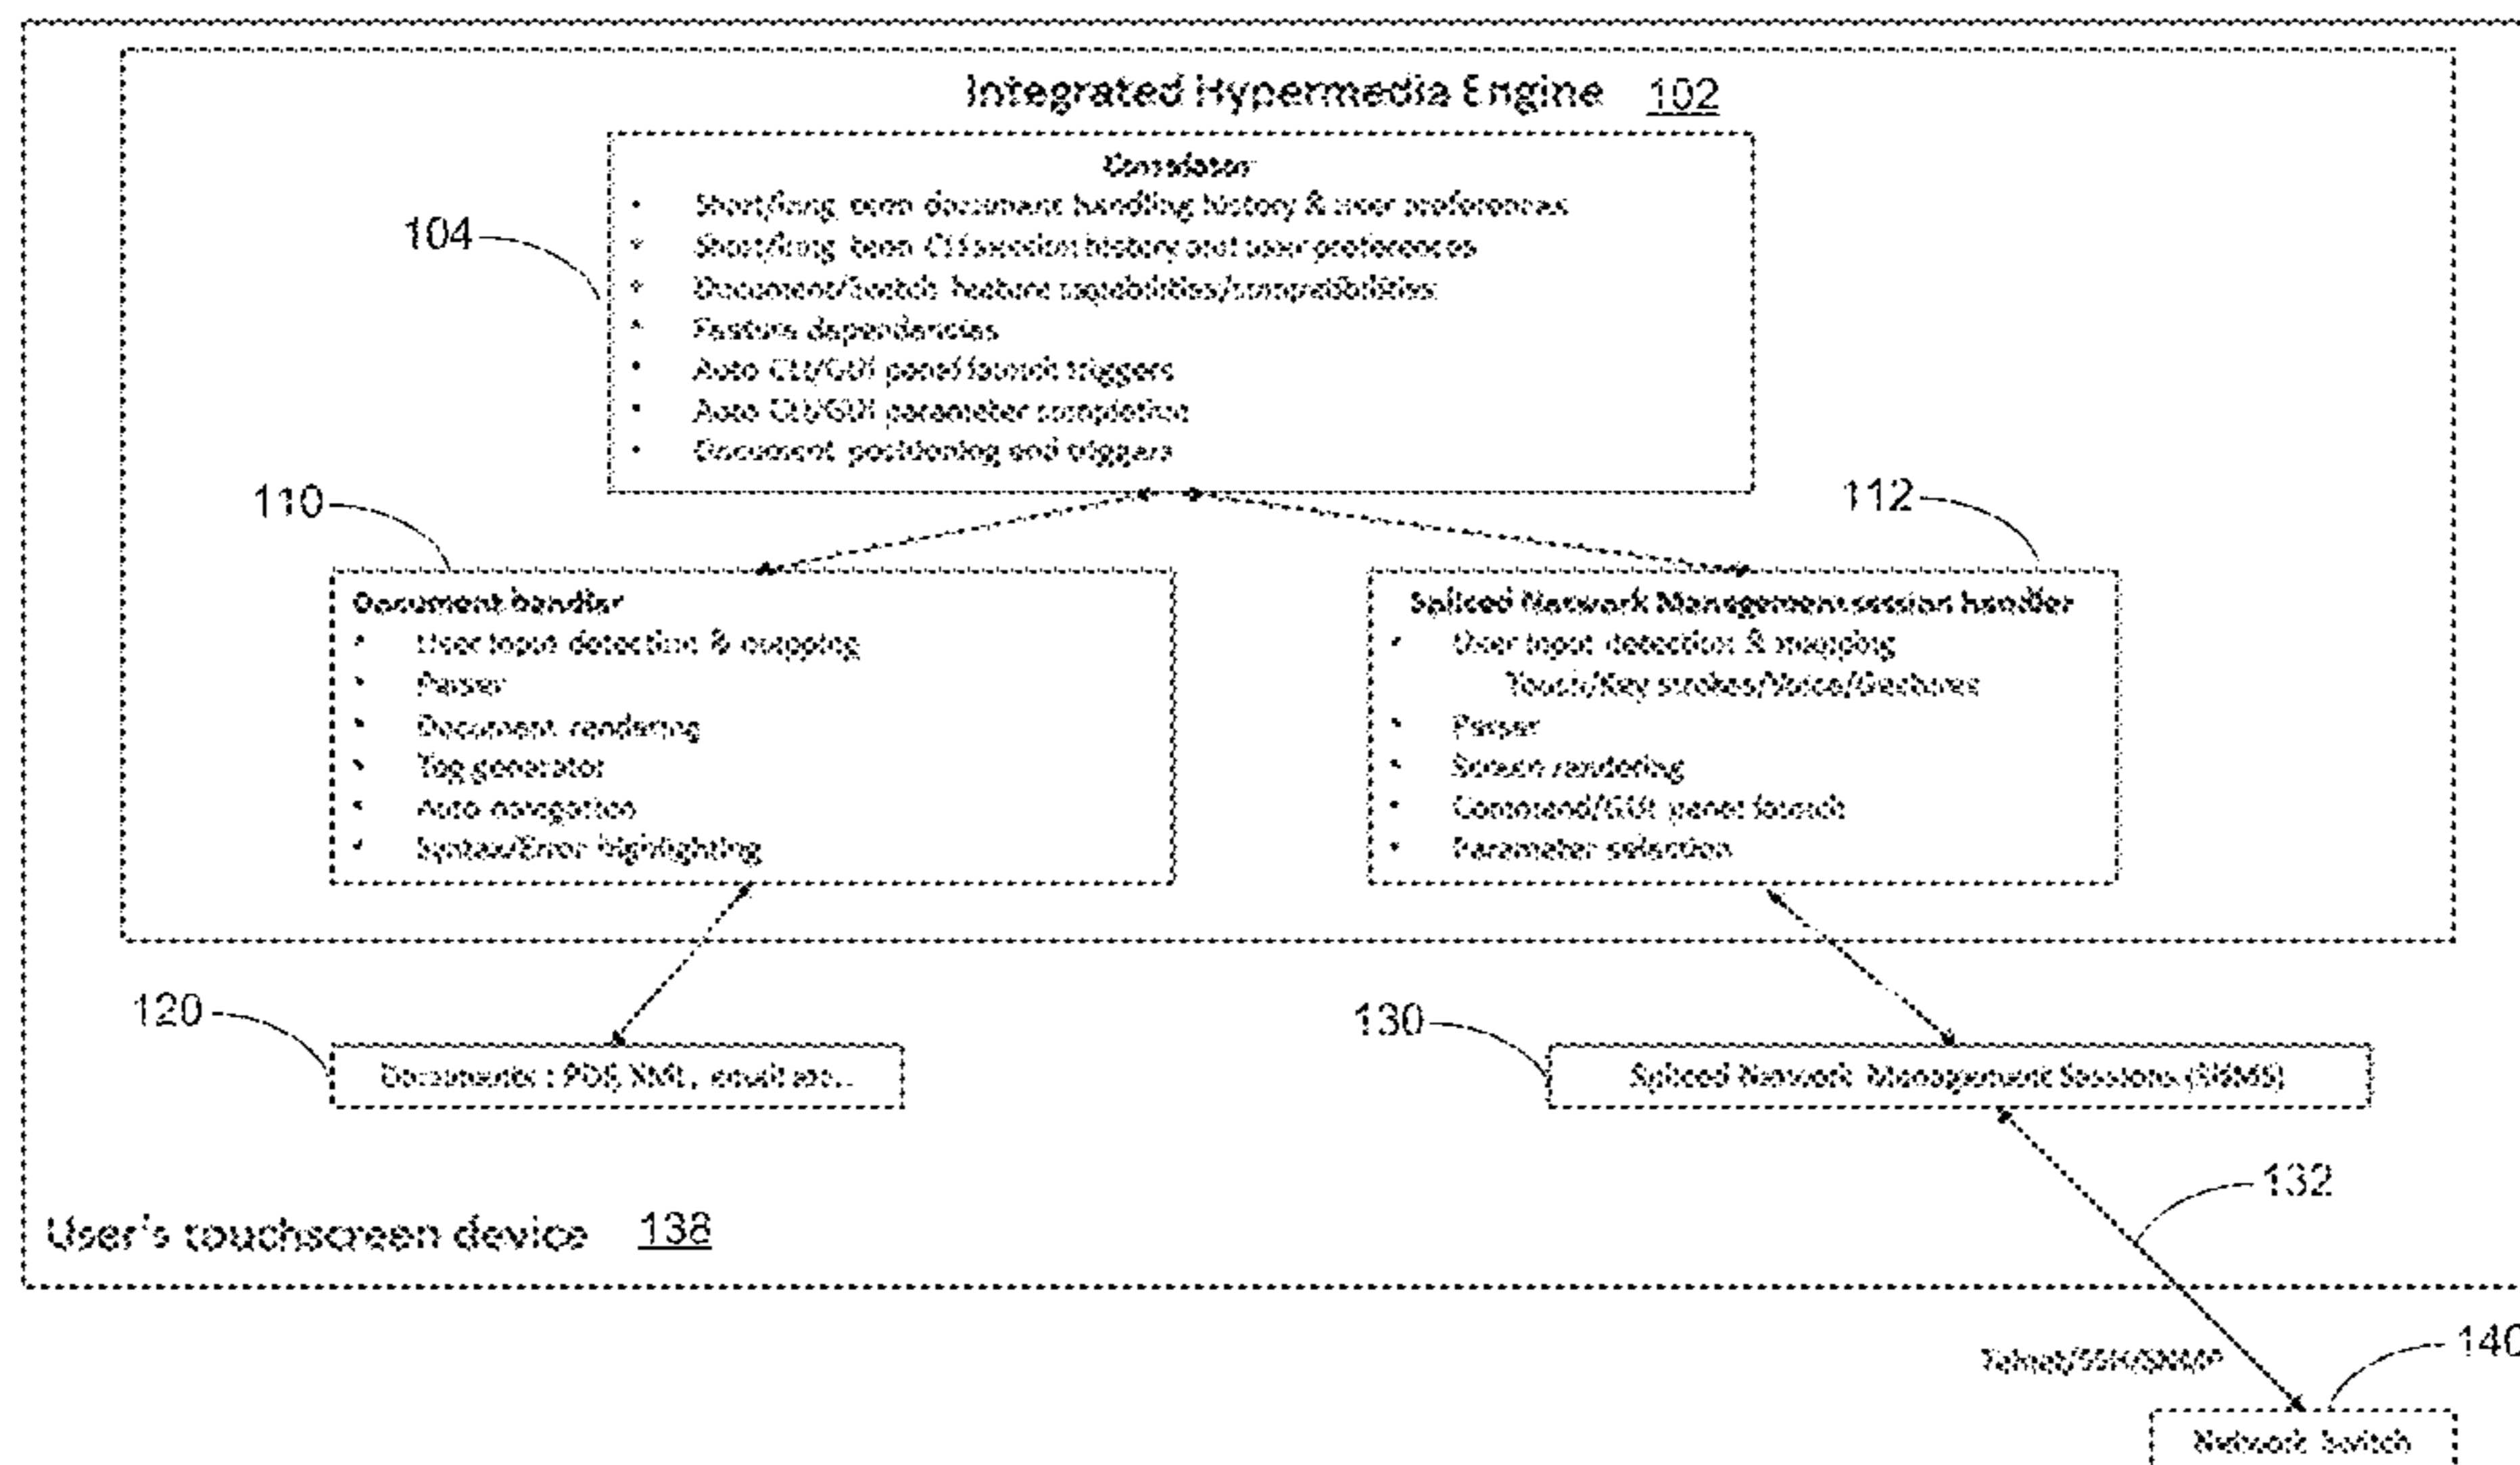 Integrated Hypermedia Engine 102
Correlator
104
• Short/long term document handling history & user preferences
• Short/long term CLI session history and user preferences
• Document/Switch feature capabilities/compatibilities
• Feature dependencies
• Auto CLI/GUI panel launch triggers
• Auto CLI/GUI parameter completion
• Document positioning and triggers
110
Document handler
• User input detection & mapping
• Parser
• Document rendering
• Tag generator
• Auto navigation
• Syntax/Error highlighting
112
Spliced Network Management session handler
• User input detection & mapping
Touch/Key strokes/Voice/Gestures
• Parser
• Screen rendering
• Command/GUI panel launch
• Parameter selection
120
Documents : PDF, XML, email etc..
130
Spliced Network Management Sessions (SNMS)
132
User's touchscreen device 138
Telnet/SSH/SNMP
140
Network Switch